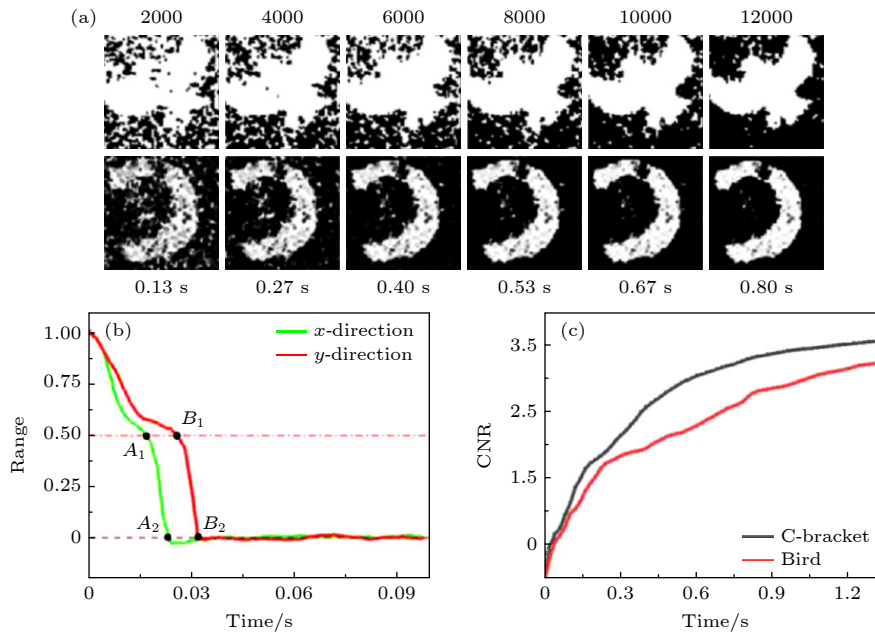 (a) 2000 4000 6000 8000 10000 12000
0.13 s 0.27 s 0.40 s 0.53 s 0.67 s 0.80 s
(b)
x-direction
y-direction
1.00
0.75
0.50
0.25
0
Range
A1
B1
A2
B2
0 0.03 0.06 0.09
Time/s
(c)
3.5
2.5
1.5
0
CNR
C-bracket
Bird
0 0.3 0.6 0.9 1.2
Time/s